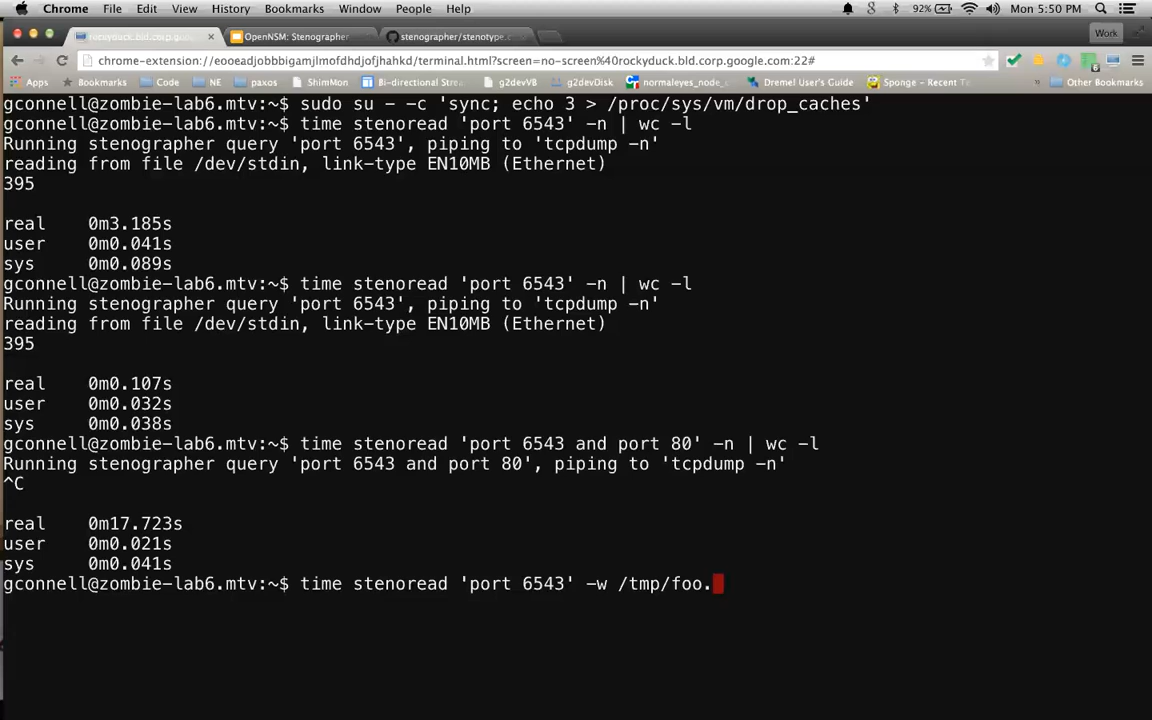 Chrome File Edit View History Bookmarks Window People Help 92% Mon 5:50 PM
OpenNSM: Stenographer stenographer/stenotype.c Work
chrome-extension://eooeadjobbbigamjlmofdhdjofjhahkd/terminal.html?screen=no-screen%40rockyduck.bld.corp.google.com:22#
Apps Bookmarks Code NE paxos ShimMon Bi-directional Strea g2devVB g2devDisk normaleyes_node_ Dremel User's Guide Sponge - Recent Te » Other Bookmarks
gconnell@zombie-lab6.mtv:~$ sudo su - -c 'sync; echo 3 > /proc/sys/vm/drop_caches'
gconnell@zombie-lab6.mtv:~$ time stenoread 'port 6543' -n | wc -l
Running stenographer query 'port 6543', piping to 'tcpdump -n'
reading from file /dev/stdin, link-type EN10MB (Ethernet)
395
real 0m3.185s
user 0m0.041s
sys 0m0.089s
gconnell@zombie-lab6.mtv:~$ time stenoread 'port 6543' -n | wc -l
Running stenographer query 'port 6543', piping to 'tcpdump -n'
reading from file /dev/stdin, link-type EN10MB (Ethernet)
395
real 0m0.107s
user 0m0.032s
sys 0m0.038s
gconnell@zombie-lab6.mtv:~$ time stenoread 'port 6543 and port 80' -n | wc -l
Running stenographer query 'port 6543 and port 80', piping to 'tcpdump -n'
^C
real 0m17.723s
user 0m0.021s
sys 0m0.041s
gconnell@zombie-lab6.mtv:~$ time stenoread 'port 6543' -w /tmp/foo.